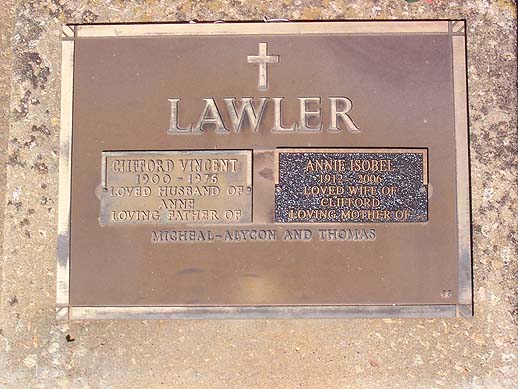 LAWLER
CLIFFORD VINCENT
1900 - 1976
LOVED HUSBAND OF
ANNE
LOVING FATHER OF
ANNIE ISOBEL
1912 - 2006
LOVED WIFE OF
CLIFFORD
LOVING MOTHER OF
MICHEAL-ALYCON AND THOMAS